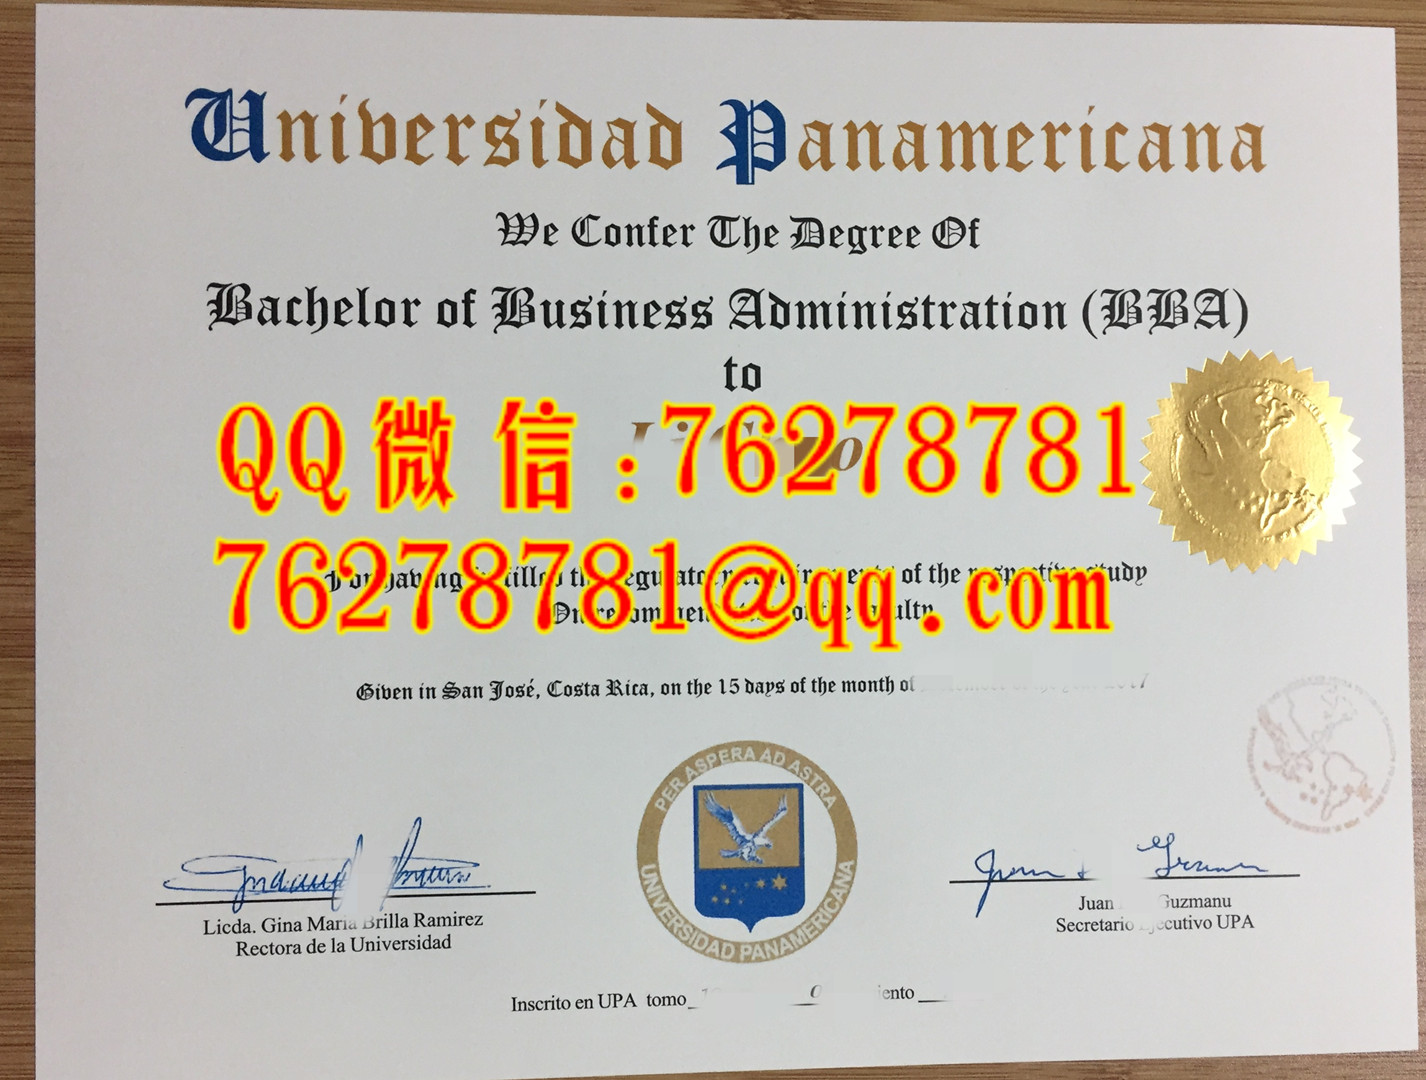 Universidad Panamericana
We Confer The Degree Of
Bachelor of Business Administration (BBA)
to
QQ微信:76278781
76278781@qq.com
of the respective study
Given in San José, Costa Rica, on the 15 days of the month of
PER ASPERA AD ASTRA
UNIVERSIDAD PANAMERICANA
Licda. Gina Maria Brilla Ramirez
Rectora de la Universidad
Juan Guzmanu
Secretario Ejecutivo UPA
Inscrito en UPA tomo